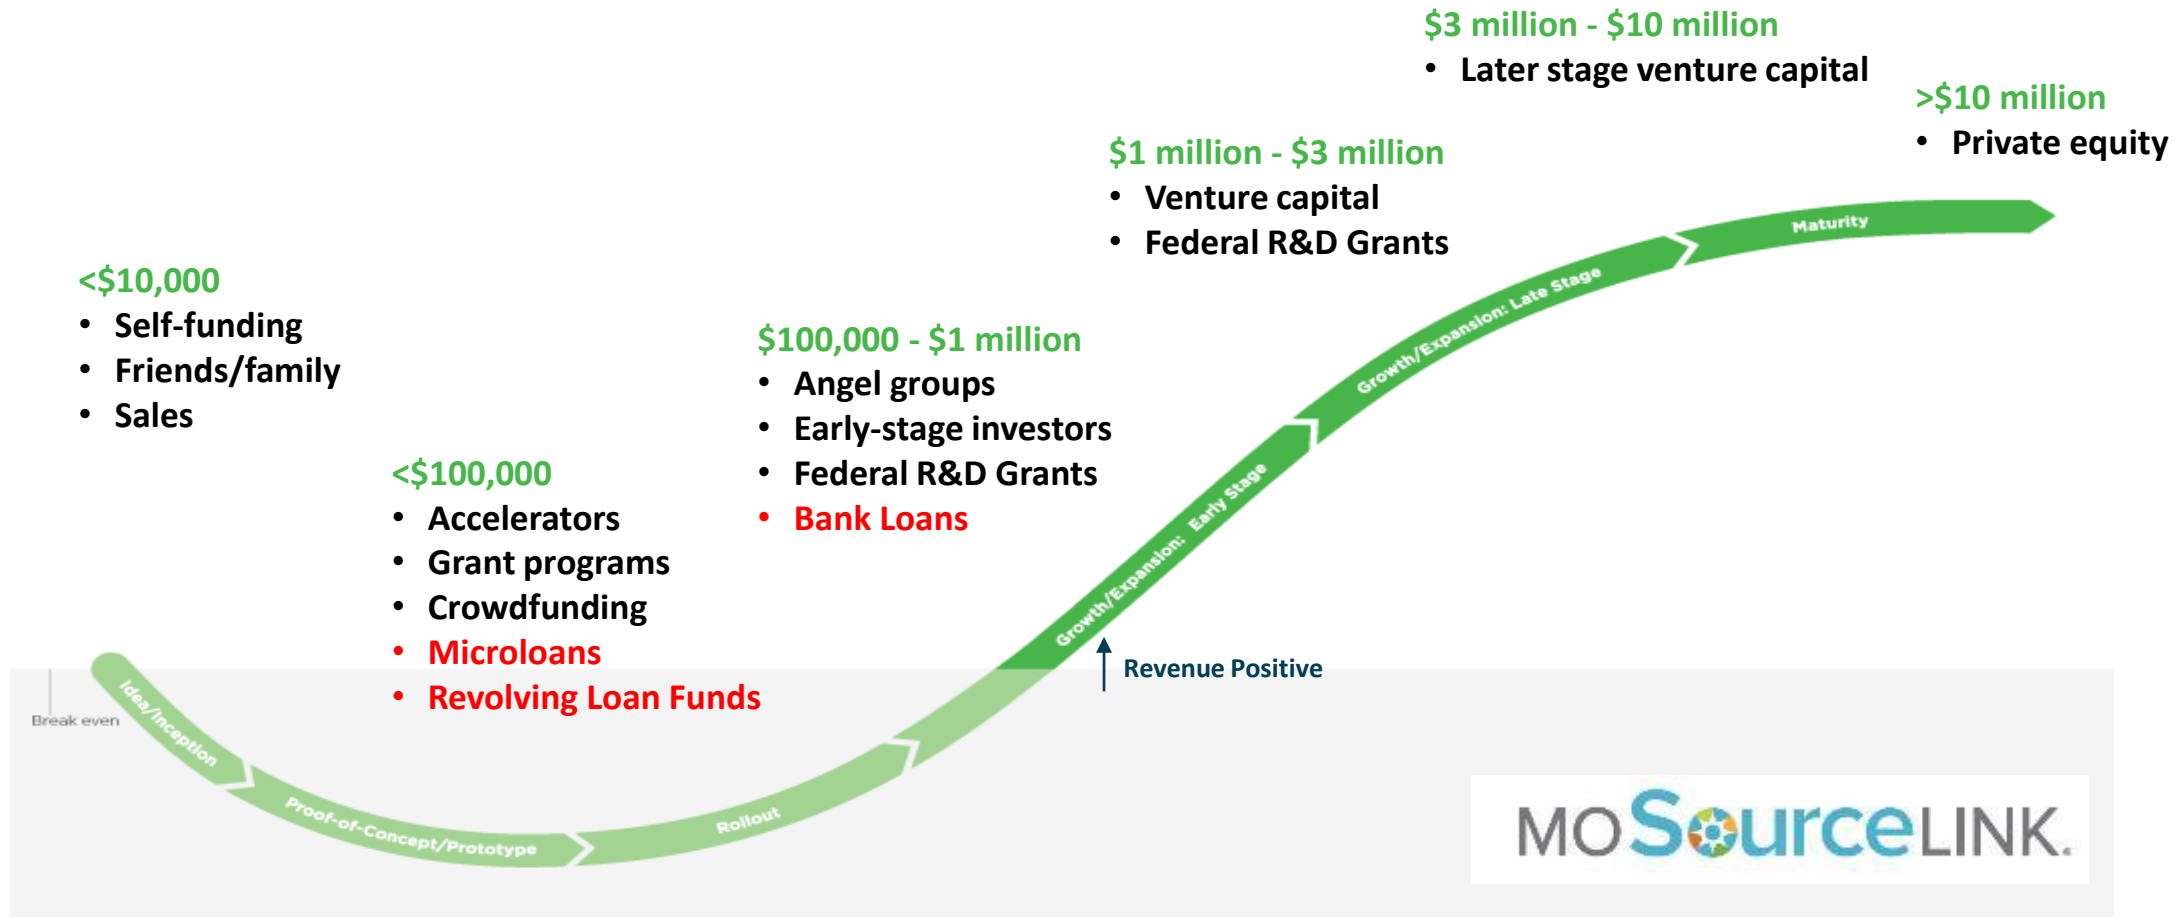 $3 million - $10 million
• Later stage venture capital
>$10 million
• Private equity
$1 million - $3 million
• Venture capital
• Federal R&D Grants
<$10,000
• Self-funding
• Friends/family
• Sales
$100,000 - $1 million
• Angel groups
• Early-stage investors
• Federal R&D Grants
• Bank Loans
<$100,000
• Accelerators
• Grant programs
• Crowdfunding
• Microloans
• Revolving Loan Funds
Break even
Idea/Inception
Proof-of-Concept/Prototype
Rollout
Growth/Expansion: Early Stage
Growth/Expansion: Late Stage
Maturity
Revenue Positive
MOSourceLINK.